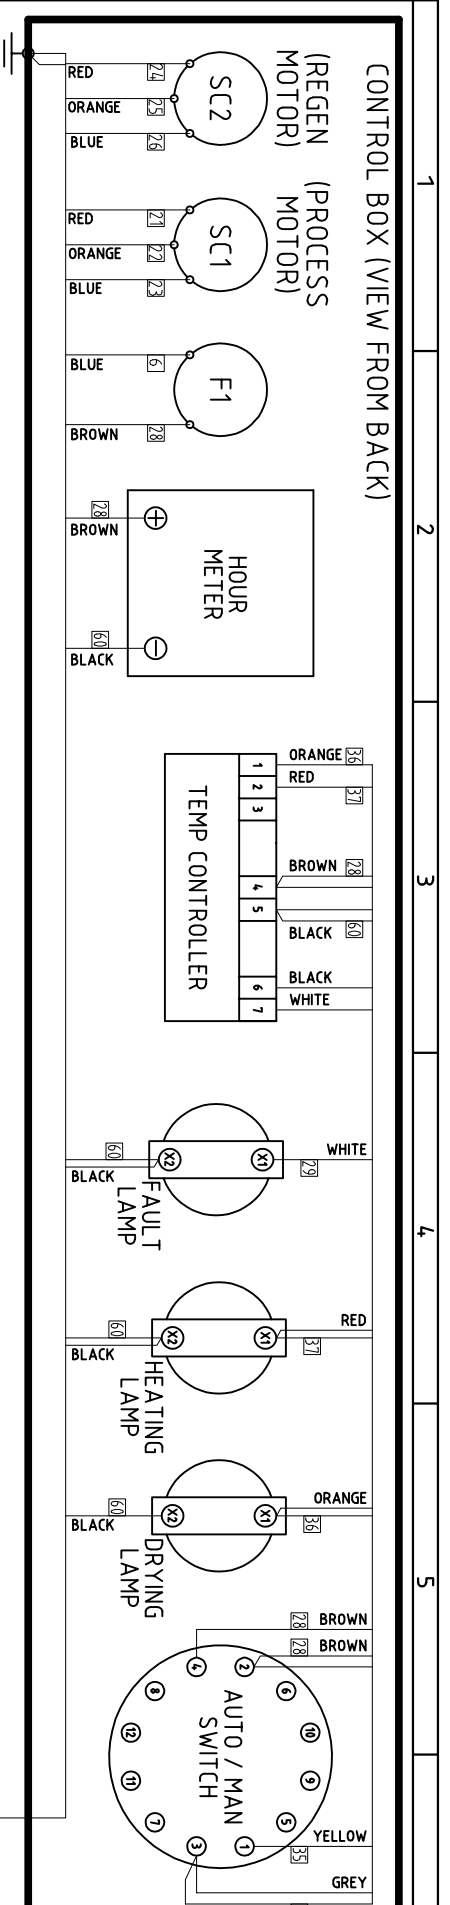 CONTROL BOX (VIEW FROM BACK)
1
2
3
4
5
(REGEN
MOTOR)
SC2
RED
24
ORANGE
25
BLUE
26
(PROCESS
MOTOR)
SC1
RED
21
ORANGE
22
BLUE
23
F1
BLUE
6
BROWN
28
HOUR
METER
28
BROWN
60
BLACK
TEMP CONTROLLER
1
2
3
4
5
6
7
ORANGE 36
RED
37
BROWN 28
BLACK 60
BLACK
WHITE
WHITE
29
X1
X2
60
BLACK
FAULT
LAMP
RED
37
X1
X2
60
BLACK
HEATING
LAMP
ORANGE
36
X1
X2
60
BLACK
DRYING
LAMP
28 BROWN
28 BROWN
4
2
8
6
12
10
AUTO / MAN
SWITCH
11
9
7
5
3
1
YELLOW
35
GREY